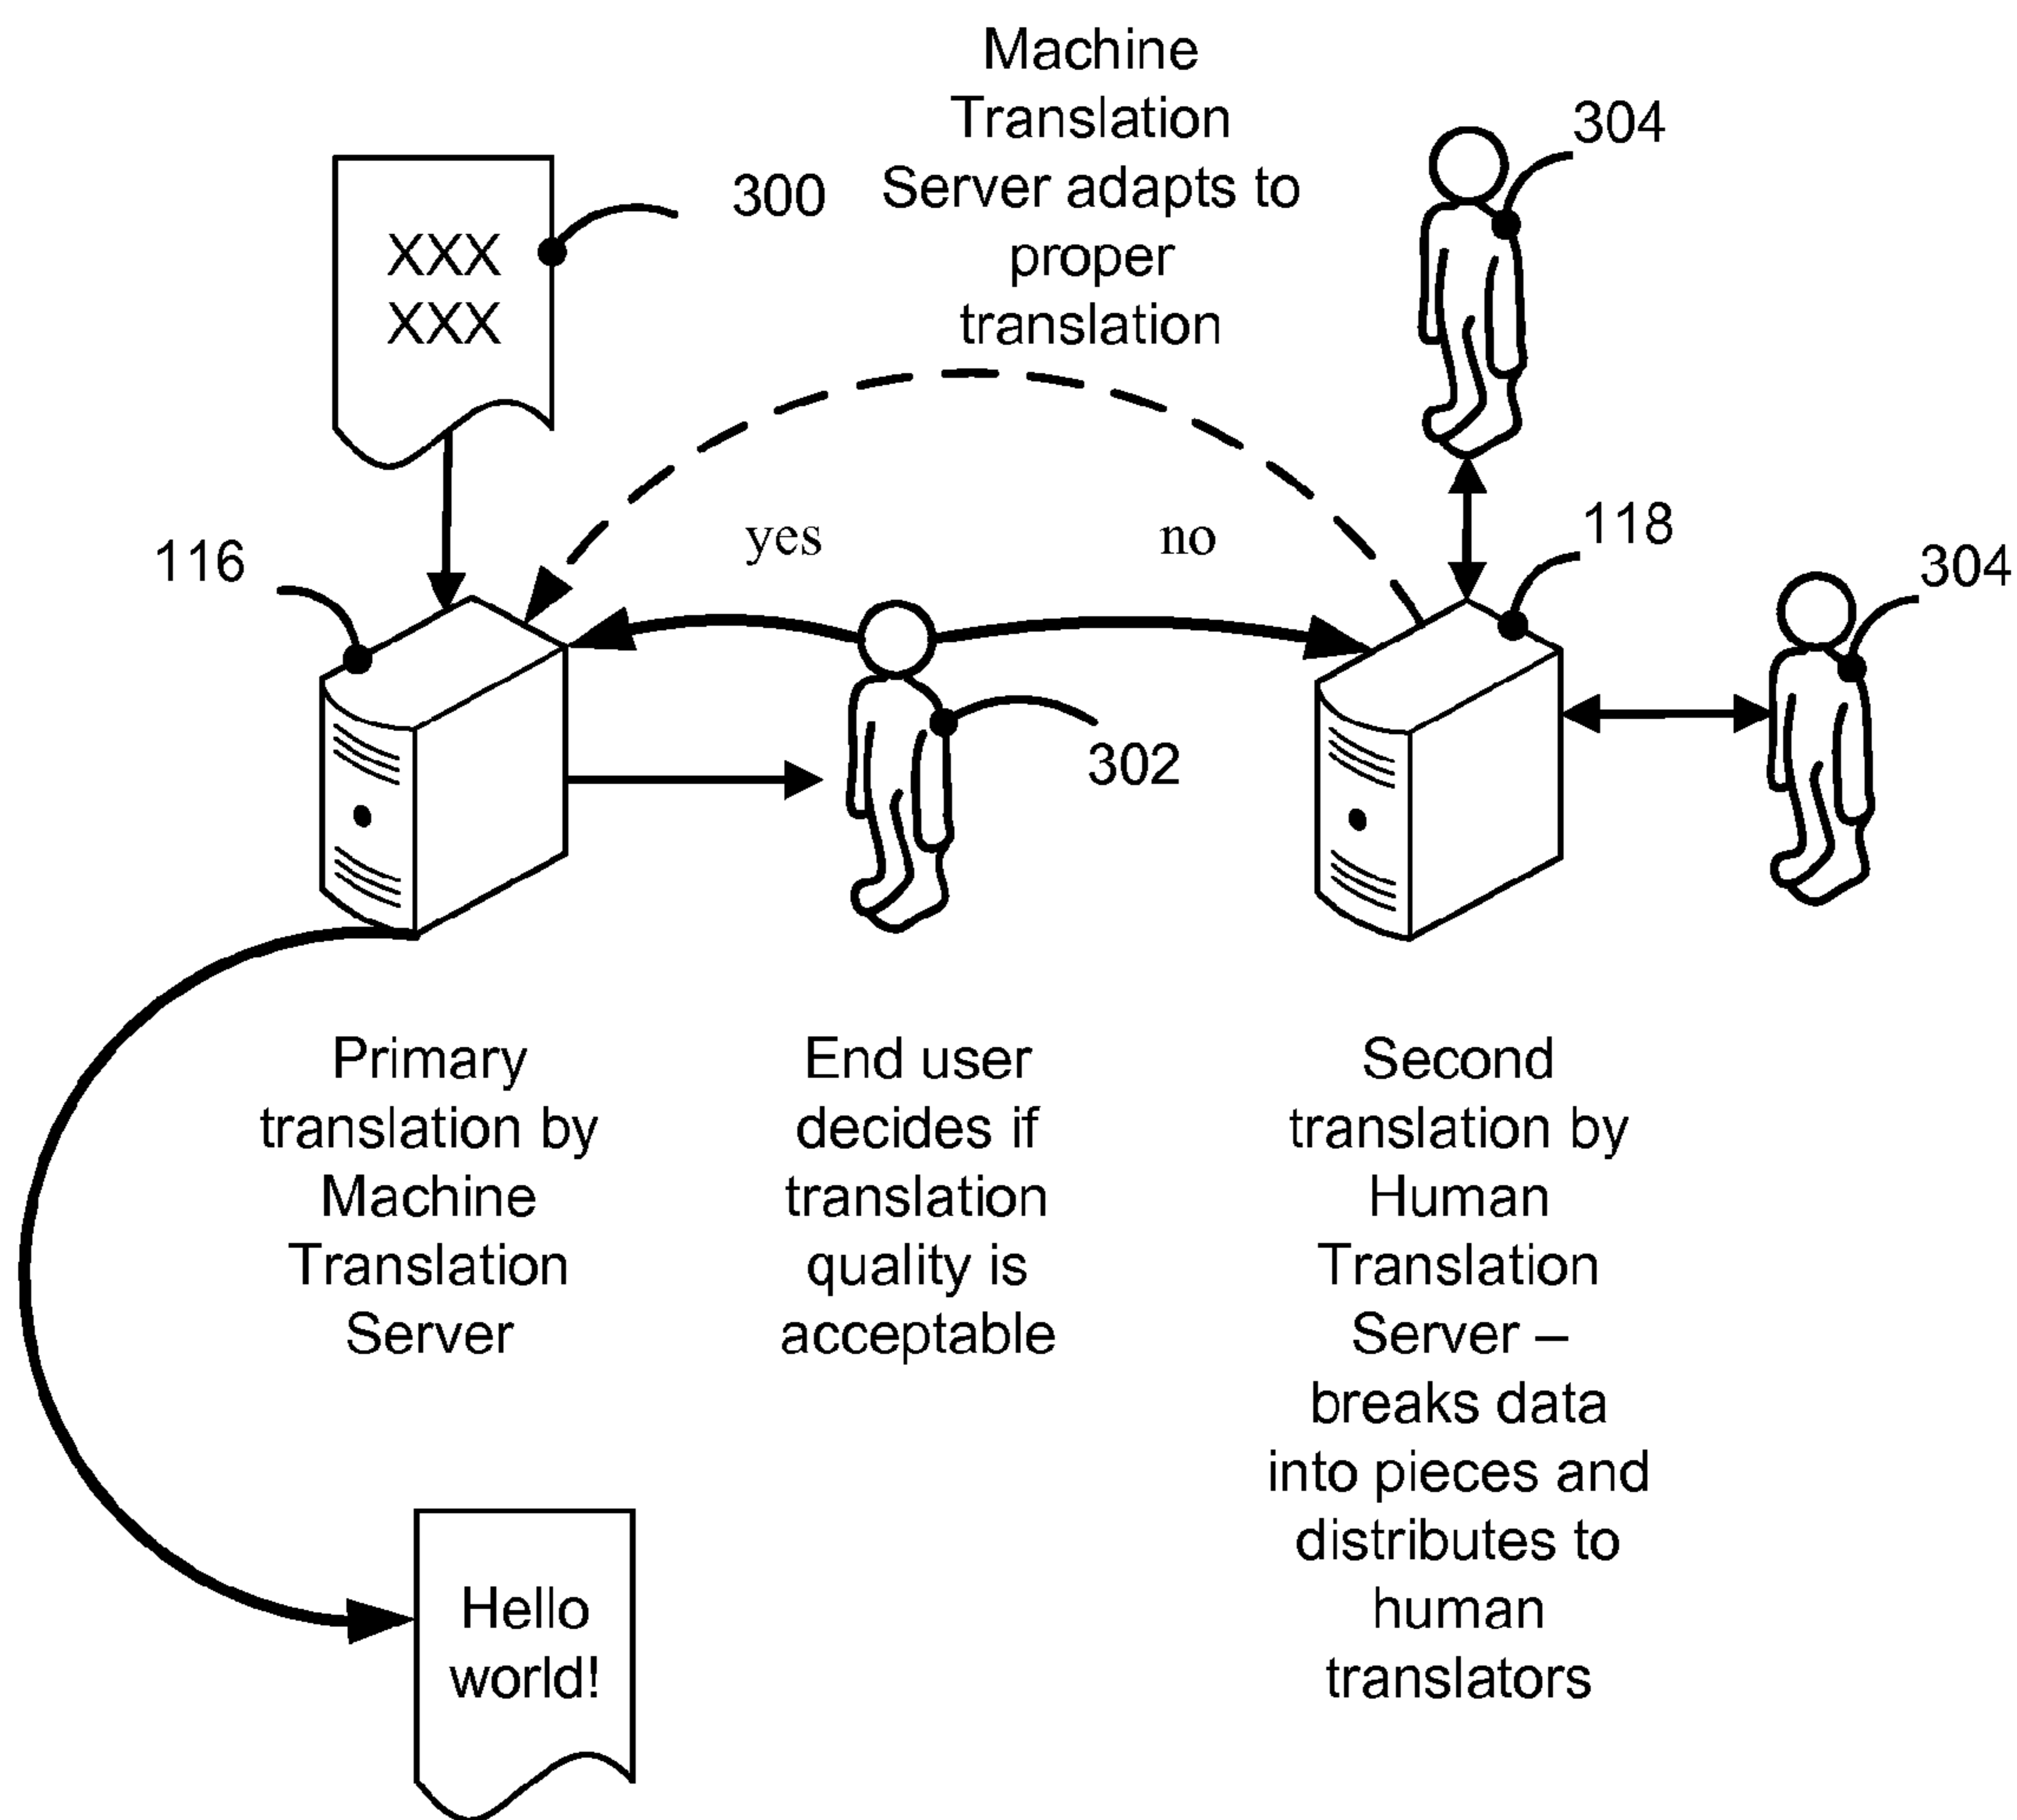 Machine
Translation
Server adapts to
proper
translation
304
300
XXX
XXX
yes
no
118
116
304
302
Primary
translation by
Machine
Translation
Server
End user
decides if
translation
quality is
acceptable
Second
translation by
Human
Translation
Server –
breaks data
into pieces and
distributes to
human
translators
Hello
world!